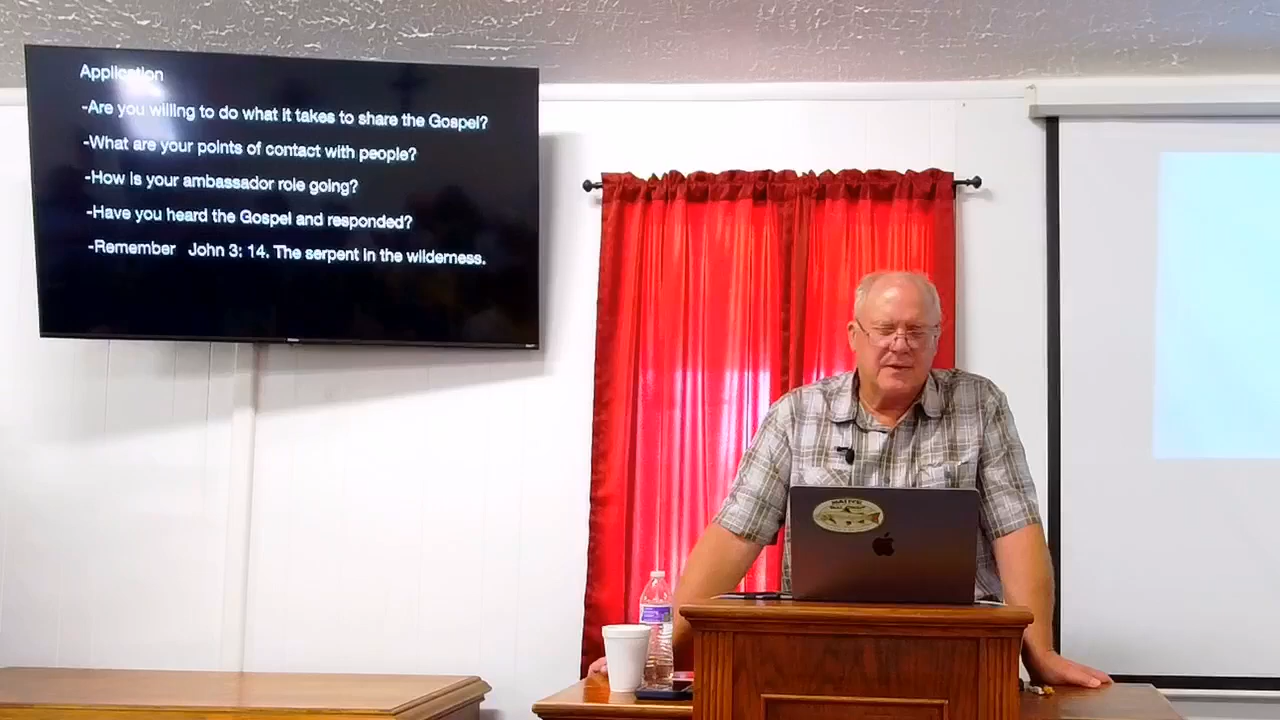 Application
-Are you willing to do what it takes to share the Gospel?
-What are your points of contact with people?
-How is your ambassador role going?
-Have you heard the Gospel and responded?
-Remember John 3: 14. The serpent in the wilderness.